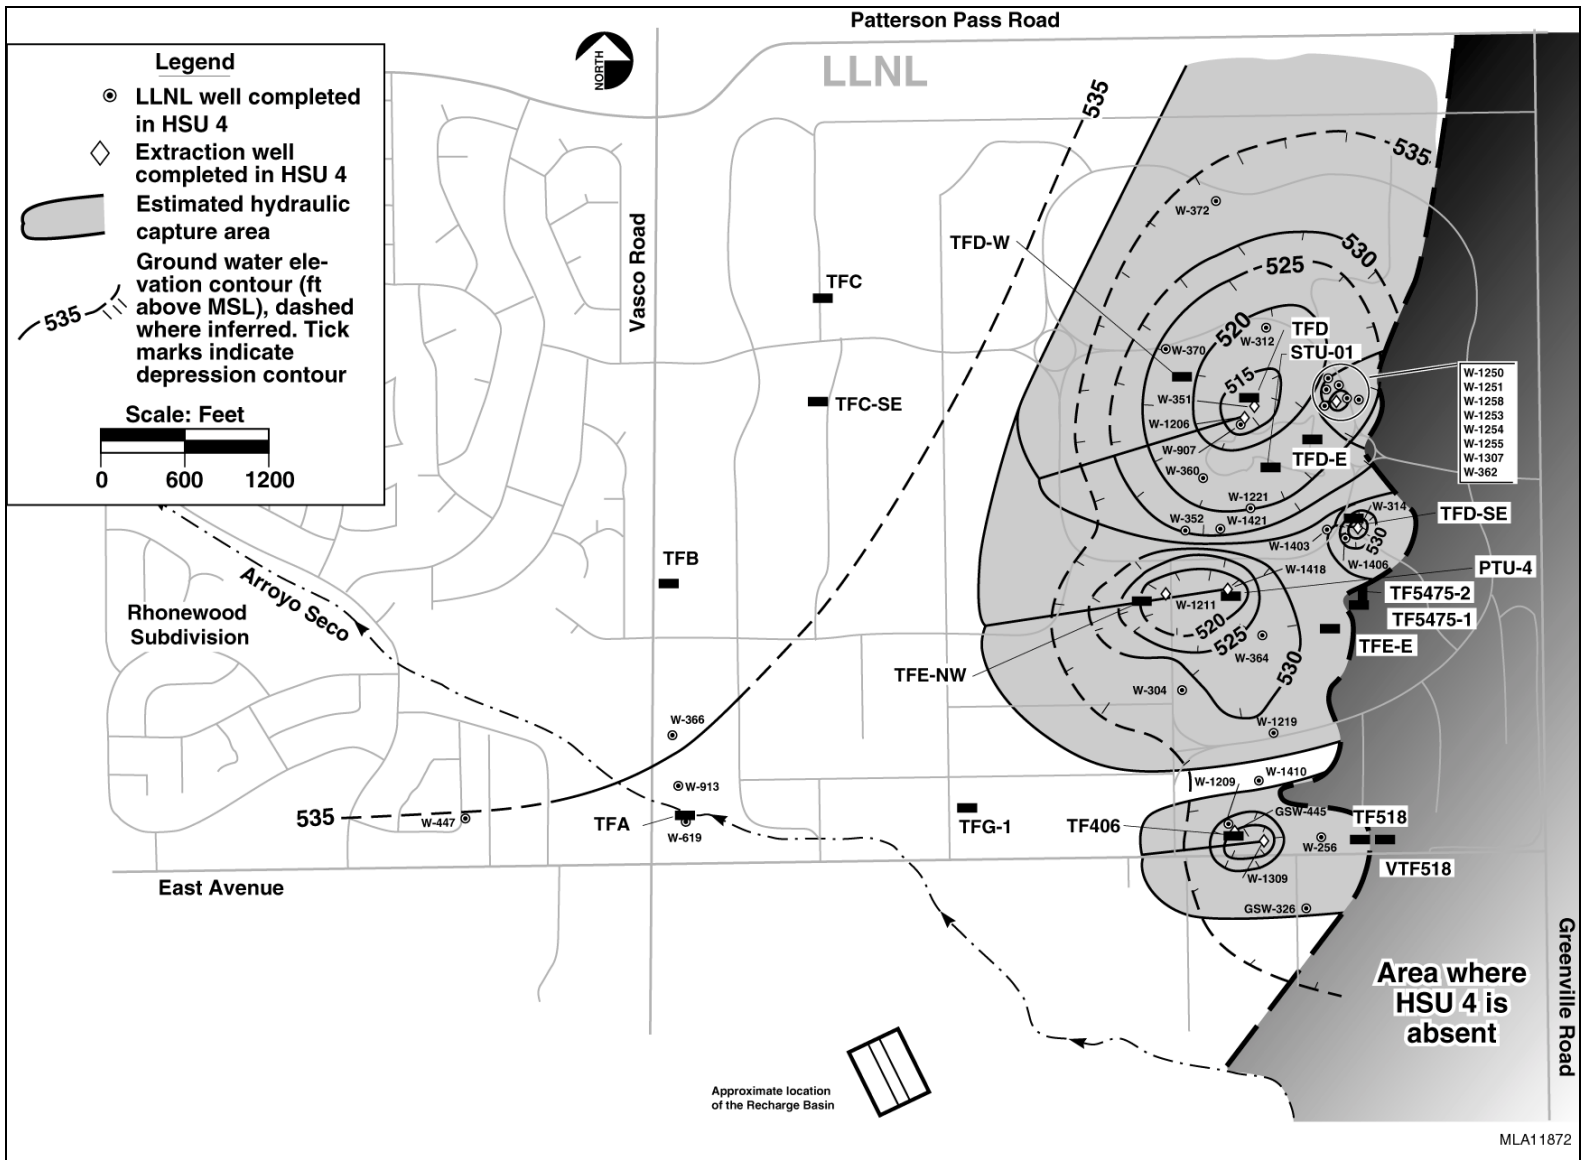 Patterson Pass Road
LLNL
NORTH
Legend
LLNL well completed
in HSU 4
Extraction well
completed in HSU 4
Estimated hydraulic
capture area
Ground water ele-
vation contour (ft
above MSL), dashed
where inferred. Tick
marks indicate
depression contour
535
Scale: Feet
0 600 1200
Vasco Road
535
535
W-372
TFD-W
530
525
TFC
520
TFD
W-312
STU-01
W-370
515
W-1250
W-1251
W-1258
W-1253
W-1254
W-1255
W-1307
W-362
TFC-SE
W-351
W-1206
W-907
TFD-E
W-360
W-1221
W-314
TFD-SE
W-352
W-1421
W-1403
530
TFB
W-1418
W-1406
PTU-4
Arroyo Seco
Rhonewood
Subdivision
W-1211
TF5475-2
520
TF5475-1
525
TFE-E
W-364
TFE-NW
530
W-304
W-366
W-1219
W-1410
W-1209
W-913
535
W-447
TFA
W-619
TFG-1
TF406
GSW-445
TF518
W-256
VTF518
W-1309
East Avenue
GSW-326
Greenville Road
Area where
HSU 4 is
absent
Approximate location
of the Recharge Basin
MLA11872